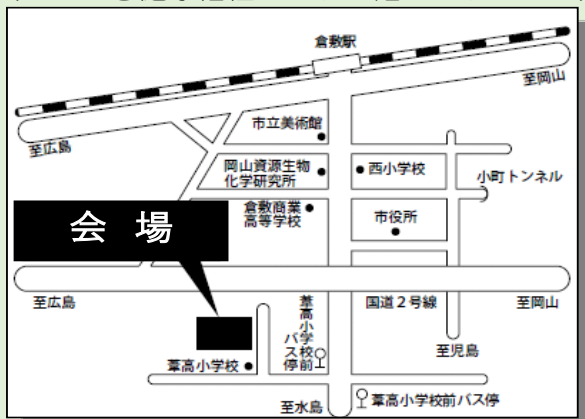 倉敷駅
至岡山
市立美術館
至広島
岡山資源生物
化学研究所
西小学校
小町トンネル
倉敷商業
高等学校
市役所
会場
至広島
国道2号線
至岡山
葦高小学校前
バス停
葦高小学校
至児島
至水島
葦高小学校前バス停